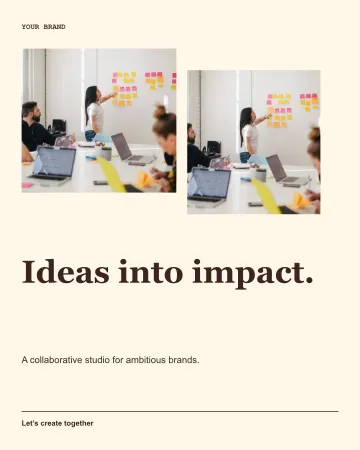 YOUR BRAND
Ideas into impact.
A collaborative studio for ambitious brands.
Let's create together